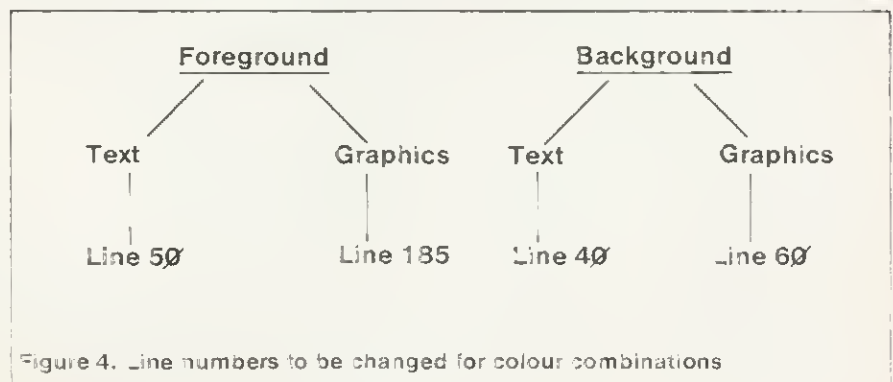 Foreground Background
Text Graphics Text Graphics
Line 5Ø Line 185 Line 4Ø Line 6Ø
Figure 4. Line numbers to be changed for colour combinations